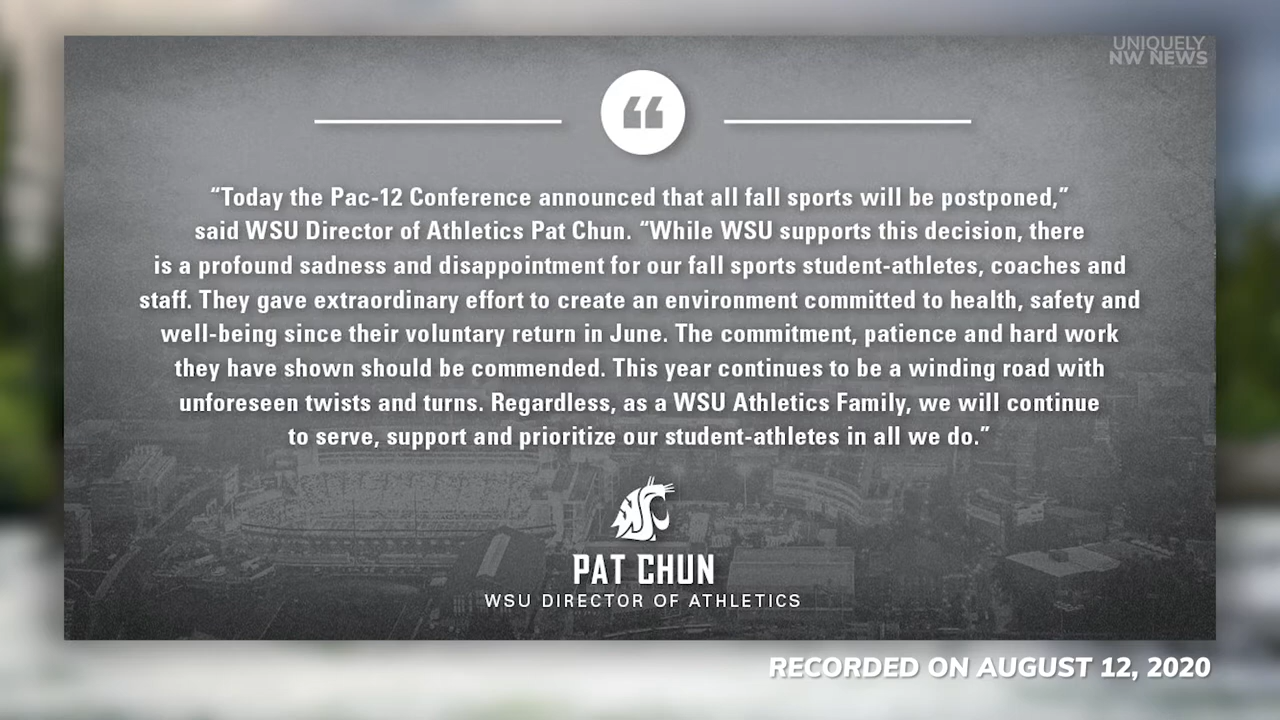 UNIQUELY
NW NEWS
“Today the Pac-12 Conference announced that all fall sports will be postponed,”
said WSU Director of Athletics Pat Chun. “While WSU supports this decision, there
is a profound sadness and disappointment for our fall sports student-athletes, coaches and
staff. They gave extraordinary effort to create an environment committed to health, safety and
well-being since their voluntary return in June. The commitment, patience and hard work
they have shown should be commended. This year continues to be a winding road with
unforeseen twists and turns. Regardless, as a WSU Athletics Family, we will continue
to serve, support and prioritize our student-athletes in all we do.”
WSU
PAT CHUN
WSU DIRECTOR OF ATHLETICS
RECORDED ON AUGUST 12, 2020